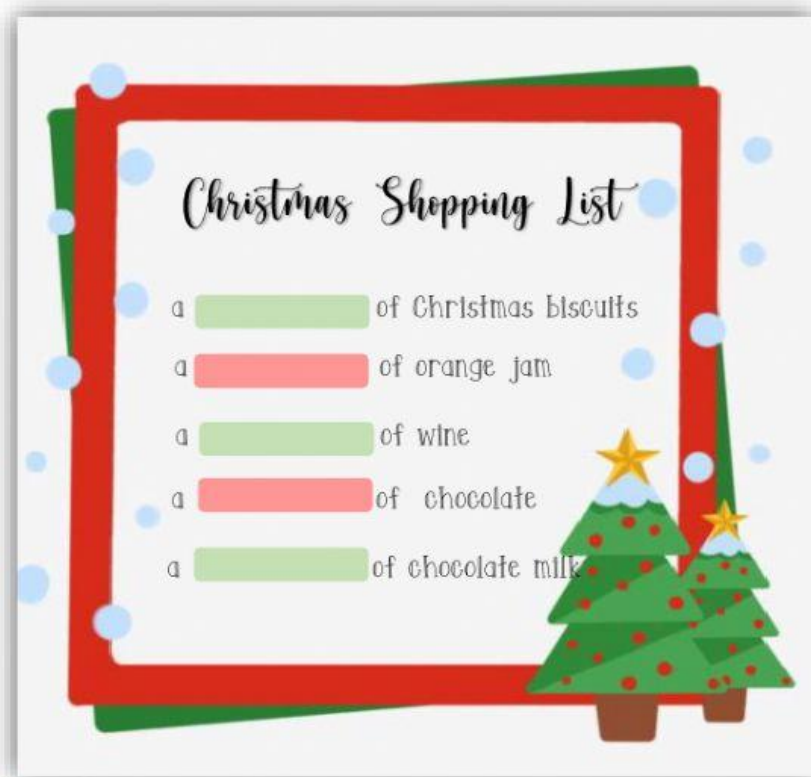 Christmas Shopping List
a of Christmas biscuits
a of orange jam
a of wine
a of chocolate
a of chocolate milk